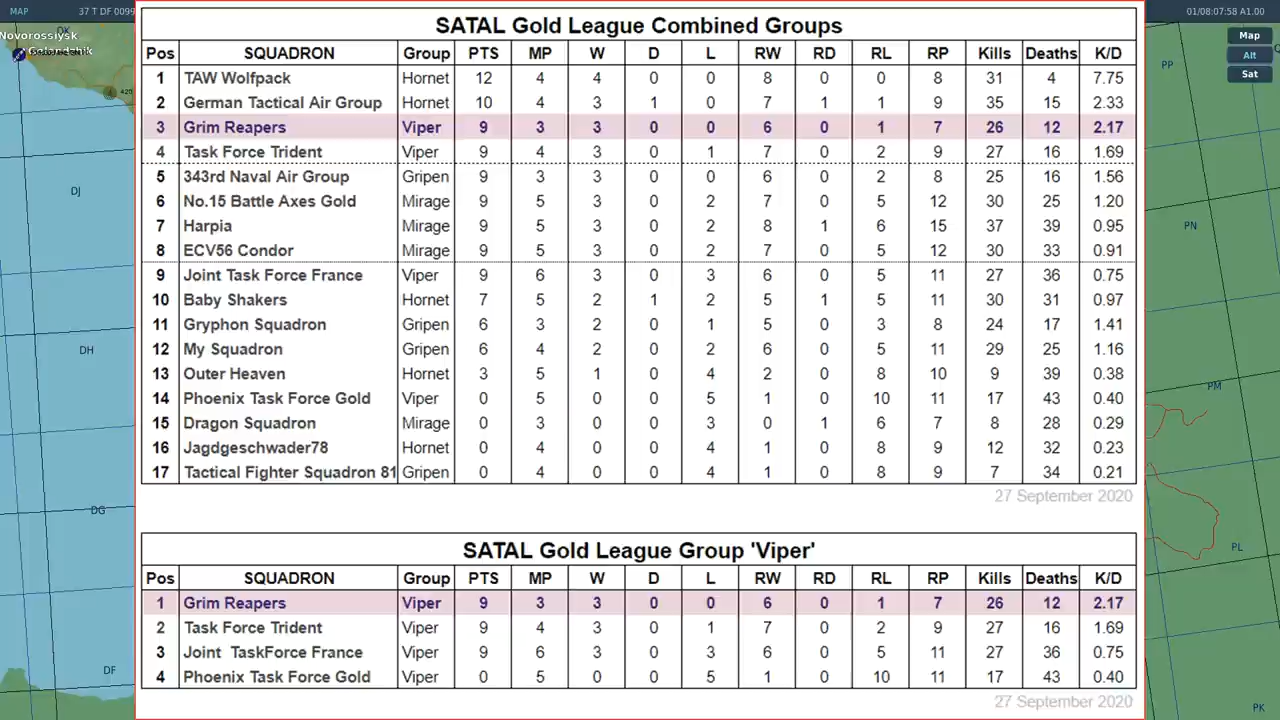 MAP 37 T DF 0099
01/08:07:58 A1.00
Novorossiysk
Map
Alt
Sat
PP
DJ
PN
DH
PM
DG
PL
DF
PK
SATAL Gold League Combined Groups
Pos SQUADRON Group PTS MP W D L RW RD RL RP Kills Deaths K/D
1 TAW Wolfpack Hornet 12 4 4 0 0 8 0 0 8 31 4 7.75
2 German Tactical Air Group Hornet 10 4 3 1 0 7 1 1 9 35 15 2.33
3 Grim Reapers Viper 9 3 3 0 0 6 0 1 7 26 12 2.17
4 Task Force Trident Viper 9 4 3 0 1 7 0 2 9 27 16 1.69
5 343rd Naval Air Group Gripen 9 3 3 0 0 6 0 2 8 25 16 1.56
6 No.15 Battle Axes Gold Mirage 9 5 3 0 2 7 0 5 12 30 25 1.20
7 Harpia Mirage 9 5 3 0 2 8 1 6 15 37 39 0.95
8 ECV56 Condor Mirage 9 5 3 0 2 7 0 5 12 30 33 0.91
9 Joint Task Force France Viper 9 6 3 0 3 6 0 5 11 27 36 0.75
10 Baby Shakers Hornet 7 5 2 1 2 5 1 5 11 30 31 0.97
11 Gryphon Squadron Gripen 6 3 2 0 1 5 0 3 8 24 17 1.41
12 My Squadron Gripen 6 4 2 0 2 6 0 5 11 29 25 1.16
13 Outer Heaven Hornet 3 5 1 0 4 2 0 8 10 9 39 0.38
14 Phoenix Task Force Gold Viper 0 5 0 0 5 1 0 10 11 17 43 0.40
15 Dragon Squadron Mirage 0 3 0 0 3 0 1 6 7 8 28 0.29
16 Jagdgeschwader78 Hornet 0 4 0 0 4 1 0 8 9 12 32 0.23
17 Tactical Fighter Squadron 81 Gripen 0 4 0 0 4 1 0 8 9 7 34 0.21
27 September 2020
SATAL Gold League Group 'Viper'
Pos SQUADRON Group PTS MP W D L RW RD RL RP Kills Deaths K/D
1 Grim Reapers Viper 9 3 3 0 0 6 0 1 7 26 12 2.17
2 Task Force Trident Viper 9 4 3 0 1 7 0 2 9 27 16 1.69
3 Joint TaskForce France Viper 9 6 3 0 3 6 0 5 11 27 36 0.75
4 Phoenix Task Force Gold Viper 0 5 0 0 5 1 0 10 11 17 43 0.40
27 September 2020